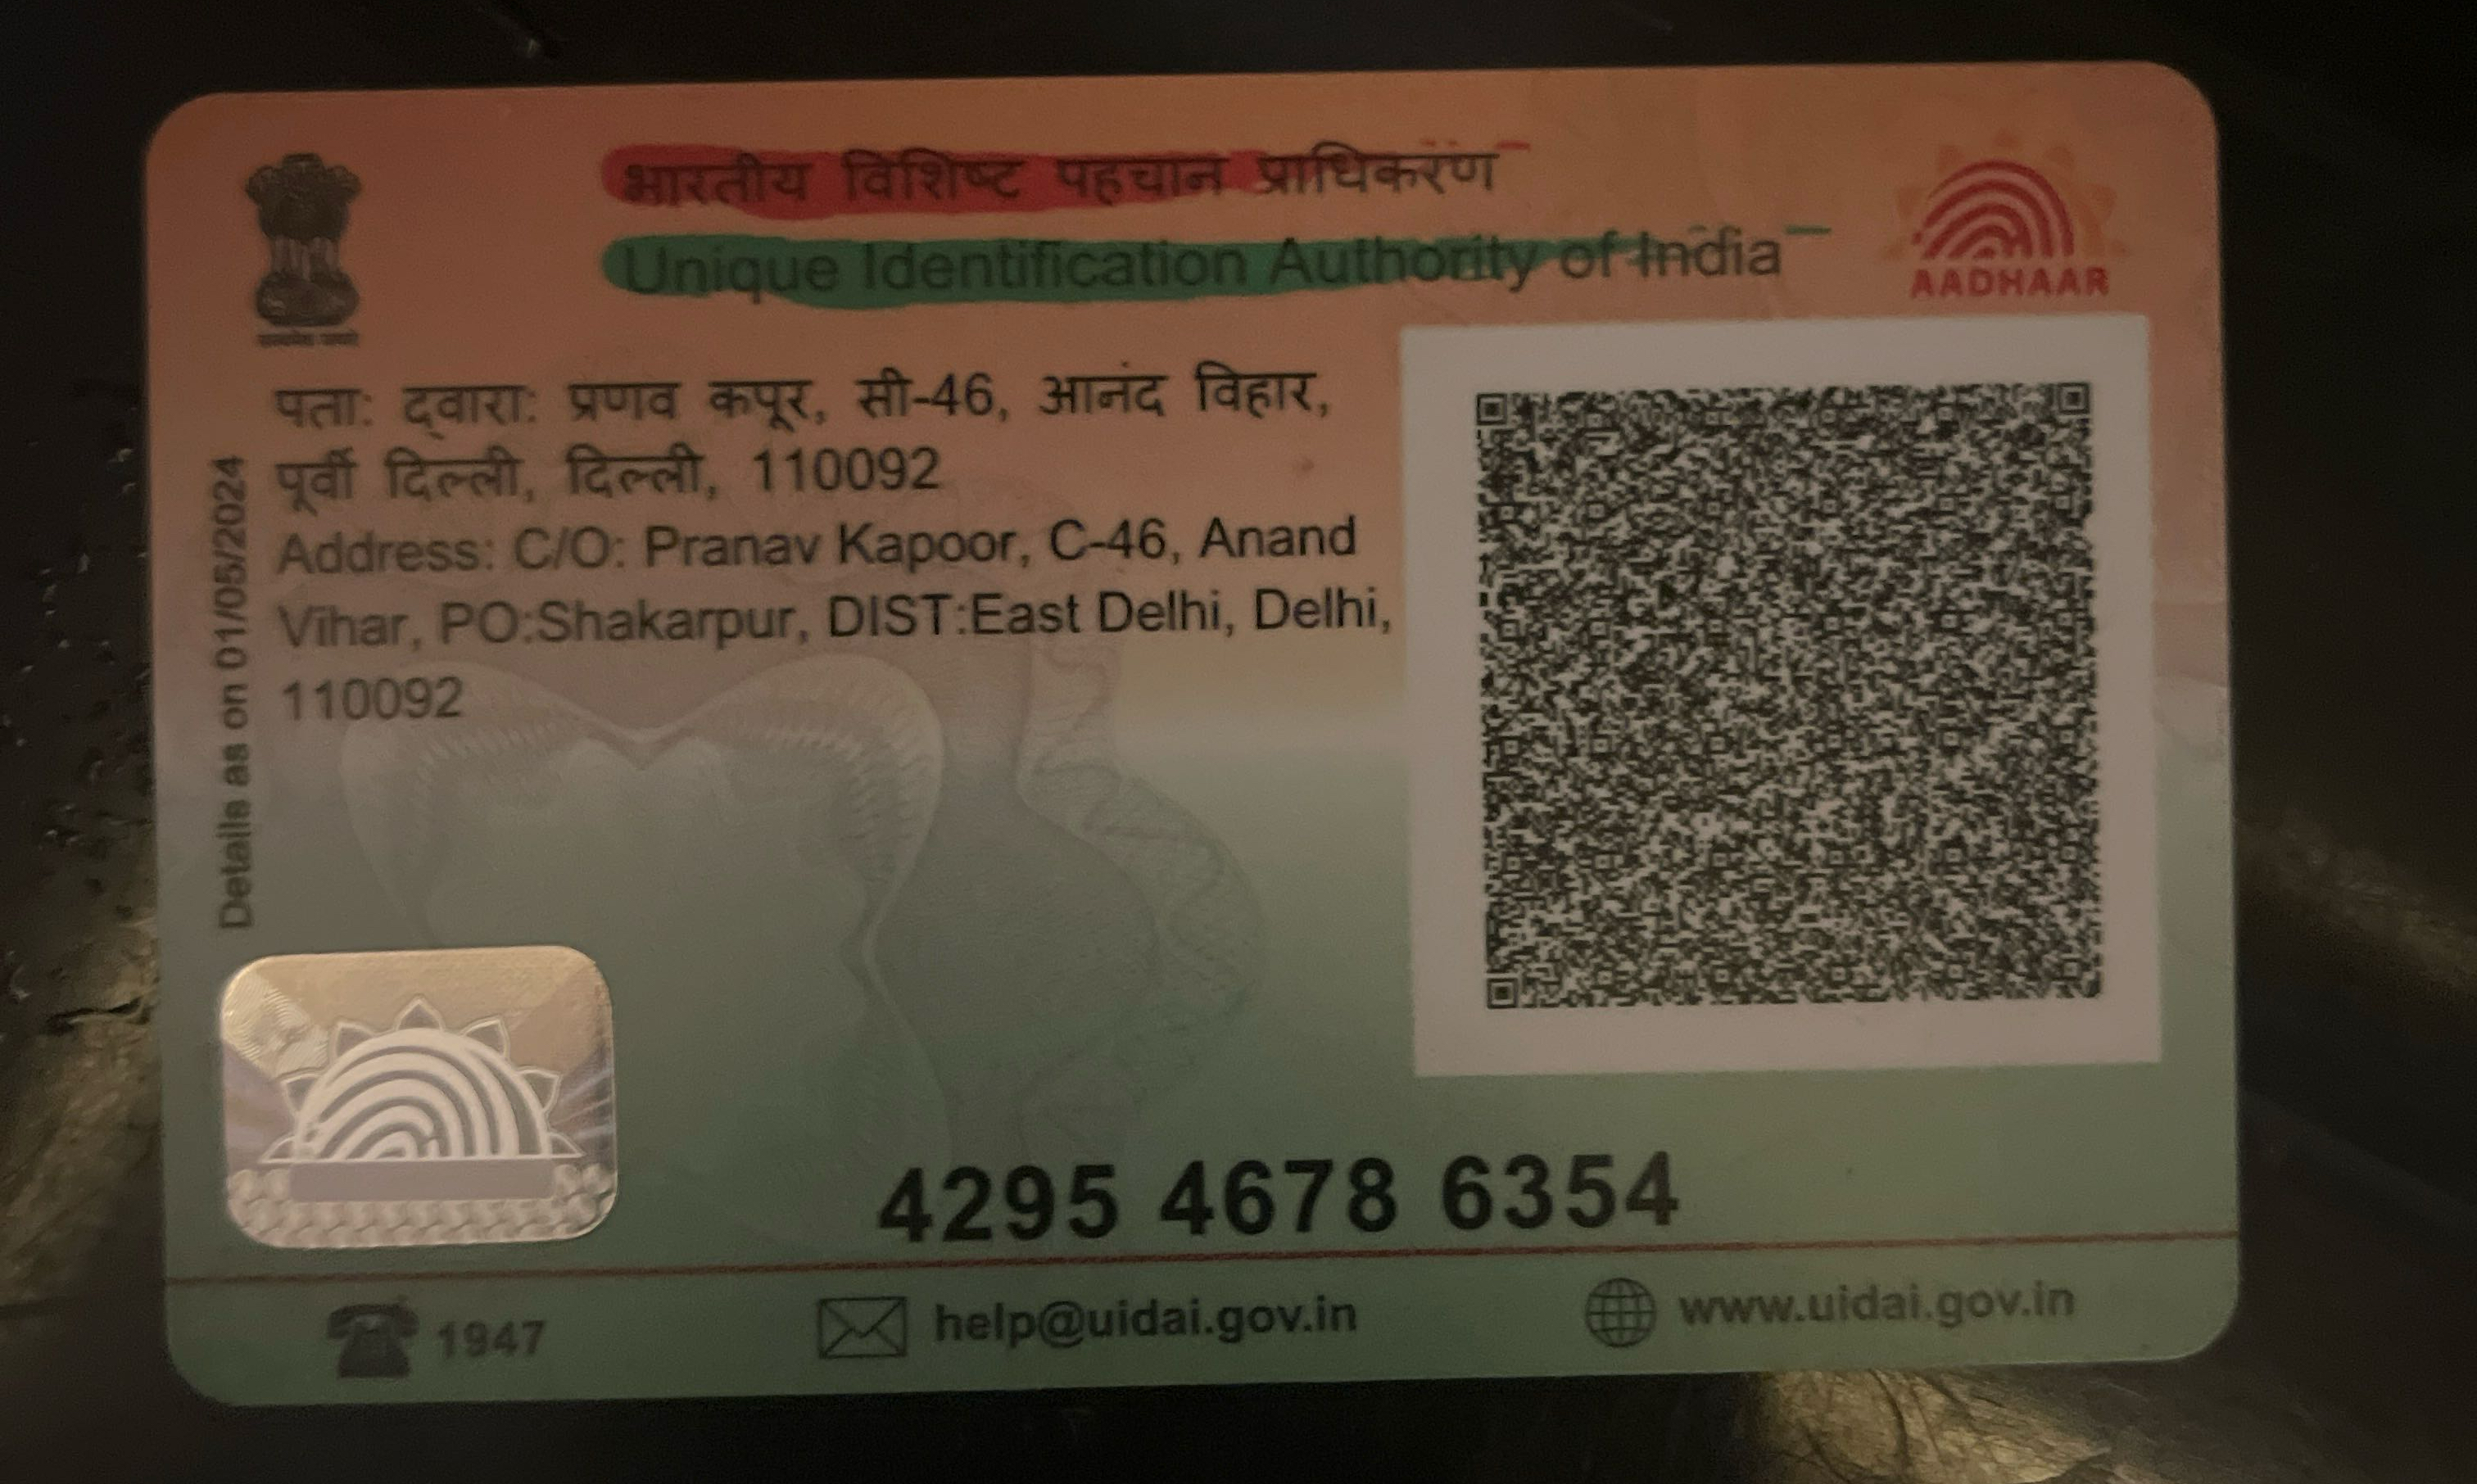 भारतीय विशिष्ट पहचान प्राधिकरण
Unique Identification Authority of India
AADHAAR
पता: द्वारा: प्रणव कपूर, सी-46, आनंद विहार,
पूर्वी दिल्ली, दिल्ली, 110092
Address: C/O: Pranav Kapoor, C-46, Anand
Vihar, PO:Shakarpur, DIST:East Delhi, Delhi,
110092
Details as on 01/05/2024
4295 4678 6354
1947
help@uidai.gov.in
www.uidai.gov.in